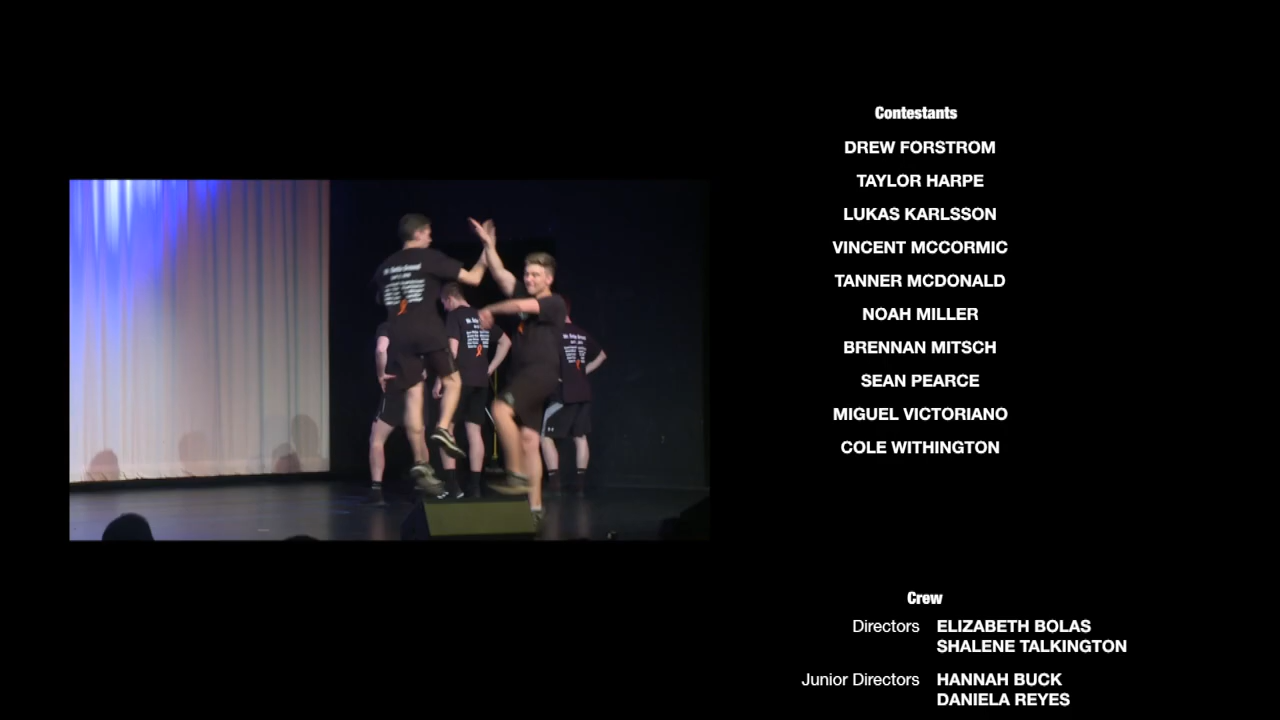 Contestants
DREW FORSTROM
TAYLOR HARPE
LUKAS KARLSSON
VINCENT MCCORMIC
TANNER MCDONALD
NOAH MILLER
BRENNAN MITSCH
SEAN PEARCE
MIGUEL VICTORIANO
COLE WITHINGTON
Crew
Directors ELIZABETH BOLAS
SHALENE TALKINGTON
Junior Directors HANNAH BUCK
DANIELA REYES